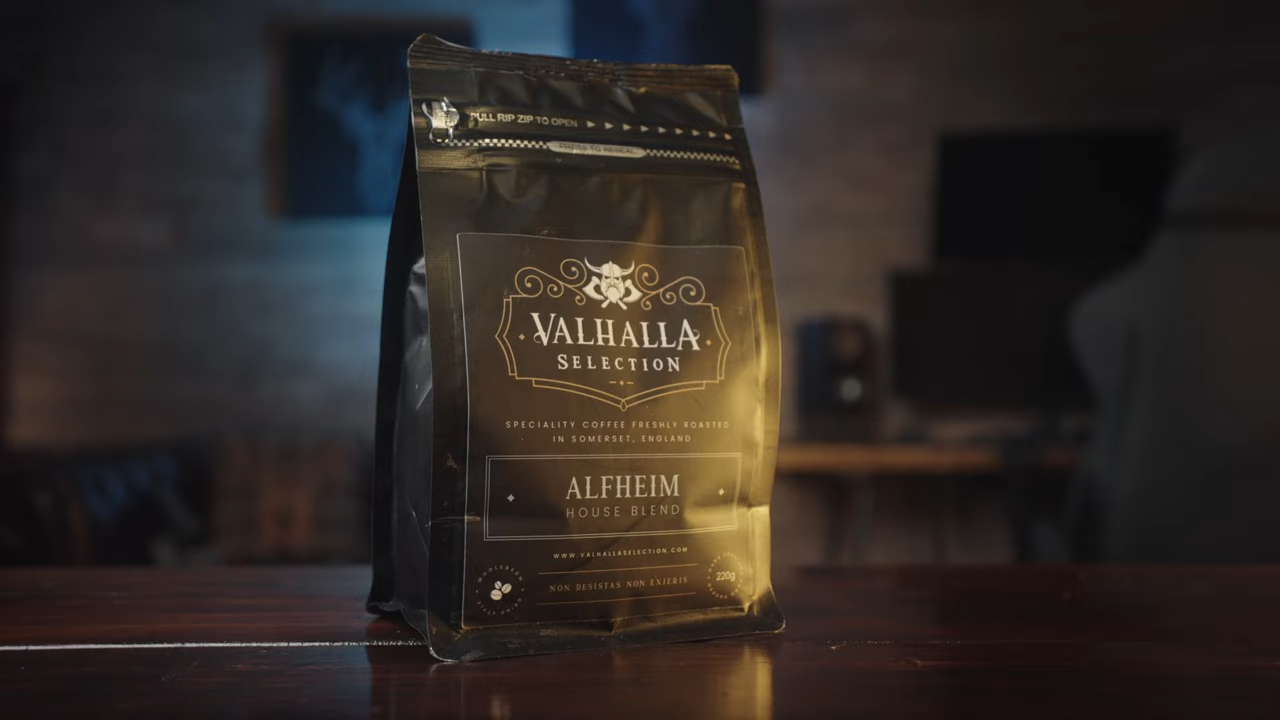 PULL RIP ZIP TO OPEN
PRESS TO RESEAL
VALHALLA
SELECTION
SPECIALITY COFFEE FRESHLY ROASTED
IN SOMERSET, ENGLAND
ALFHEIM
HOUSE BLEND
WWW.VALHALLASELECTION.COM
NON DESISTAS NON EXIERIS
WHOLEBEAN
220g